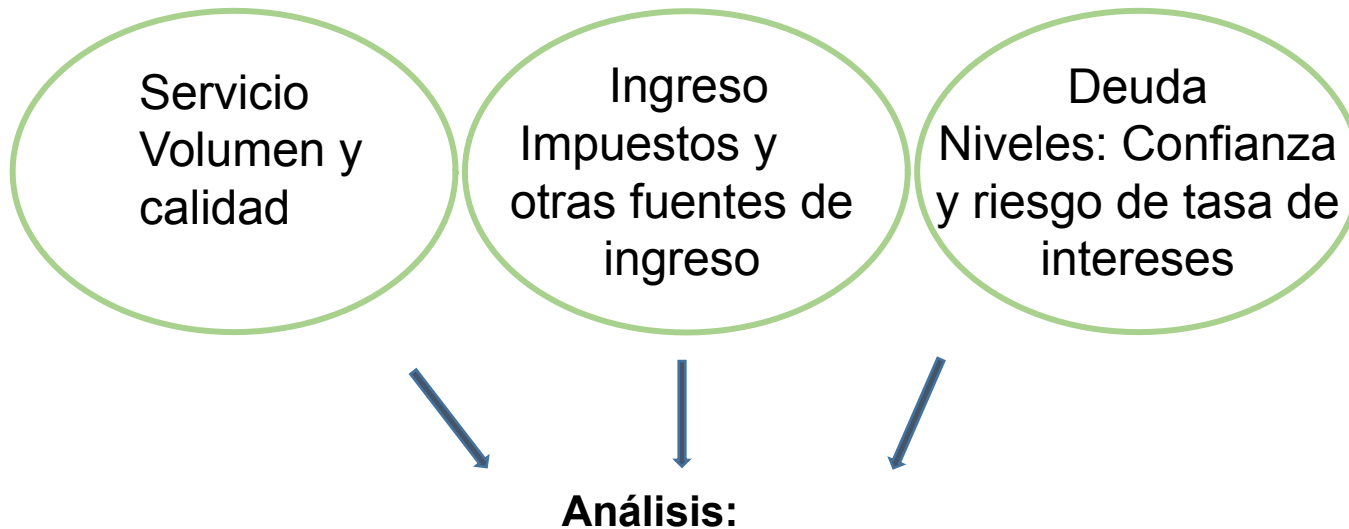 Servicio
Volumen y
calidad
Ingreso
Impuestos y
otras fuentes de
ingreso
Deuda
Niveles: Confianza
y riesgo de tasa de
intereses
Análisis: